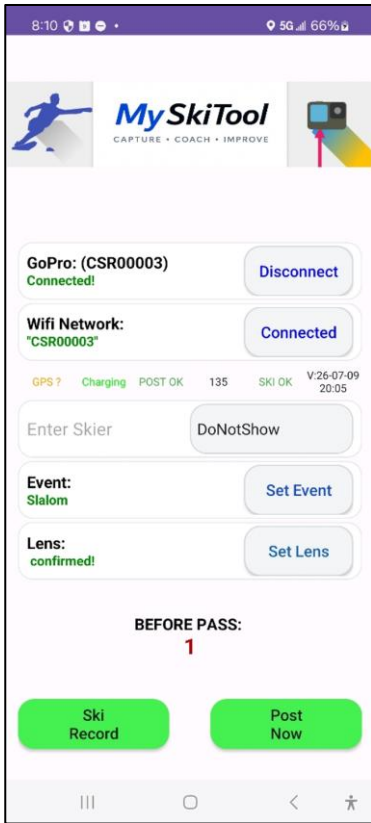 8:10 5G 66%
My SkiTool
CAPTURE • COACH • IMPROVE
GoPro: (CSR00003)
Connected!
Disconnect
Wifi Network:
"CSR00003"
Connected
GPS ? Charging POST OK 135 SKI OK V:26-07-09
20:05
Enter Skier DoNotShow
Event:
Slalom
Set Event
Lens:
confirmed!
Set Lens
BEFORE PASS:
1
Ski
Record
Post
Now